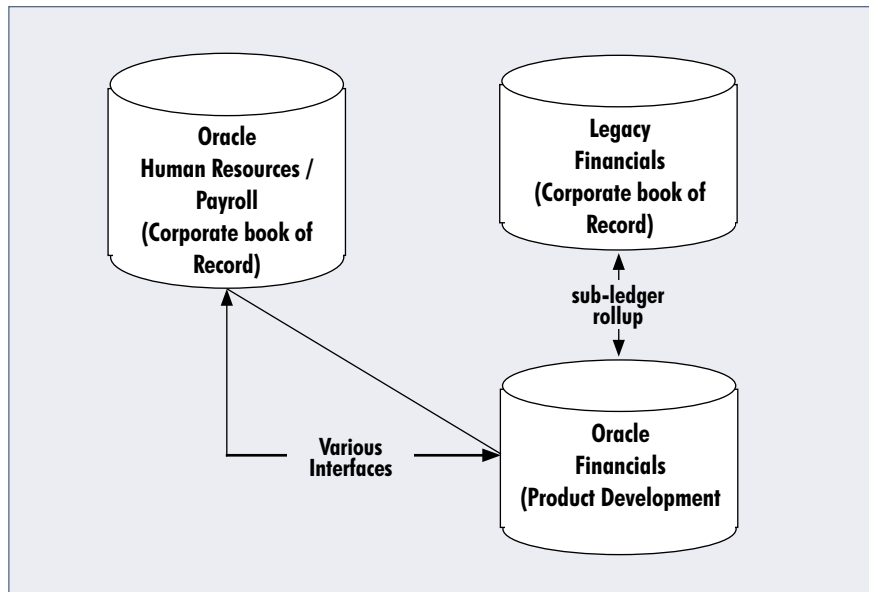 Oracle
Human Resources /
Payroll
(Corporate book of
Record)
Legacy
Financials
(Corporate book of
Record)
sub-ledger
rollup
Various
Interfaces
Oracle
Financials
(Product Development